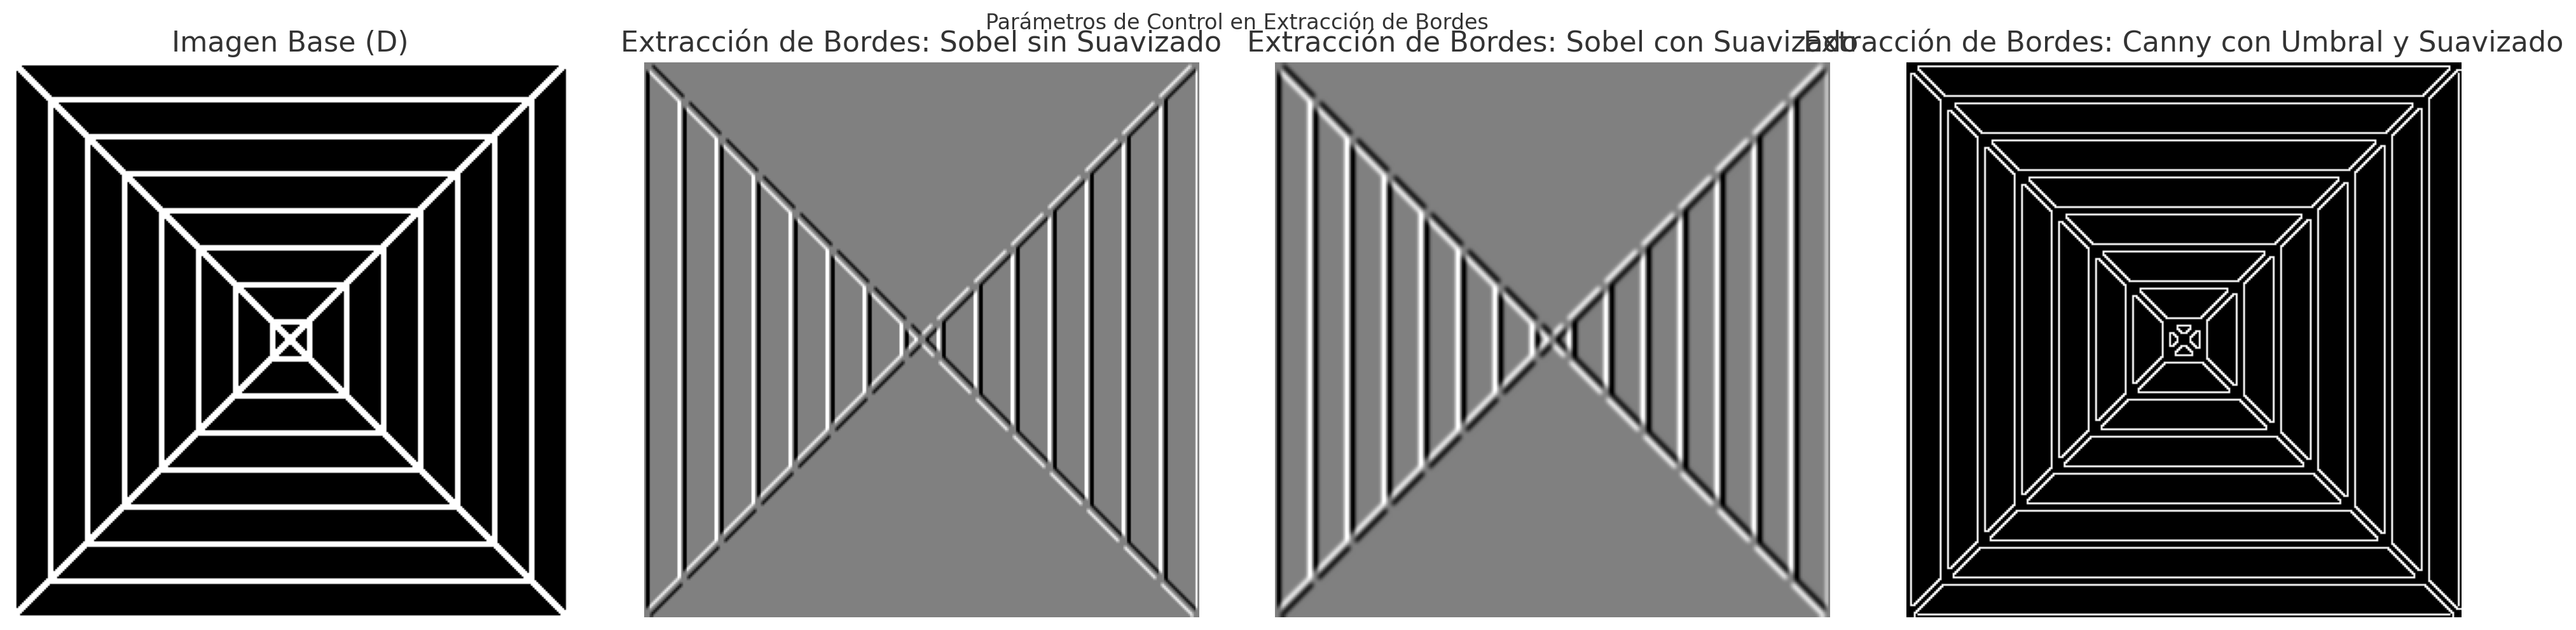 Parámetros de Control en Extracción de Bordes
Imagen Base (D)
Extracción de Bordes: Sobel sin Suavizado
Extracción de Bordes: Sobel con Suavizado
Extracción de Bordes: Canny con Umbral y Suavizado